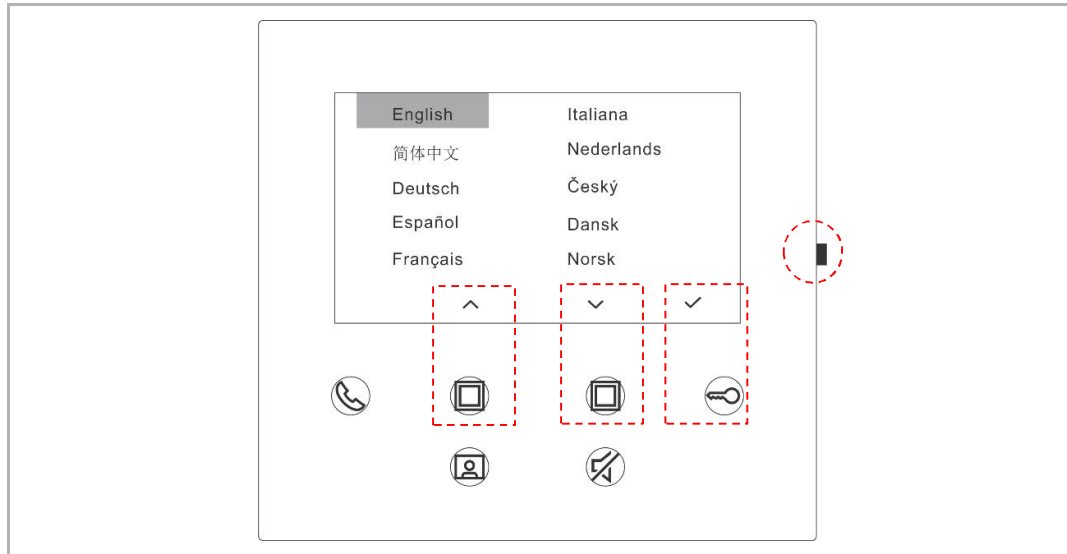 English
简体中文
Deutsch
Español
Français
Italiana
Nederlands
Český
Dansk
Norsk